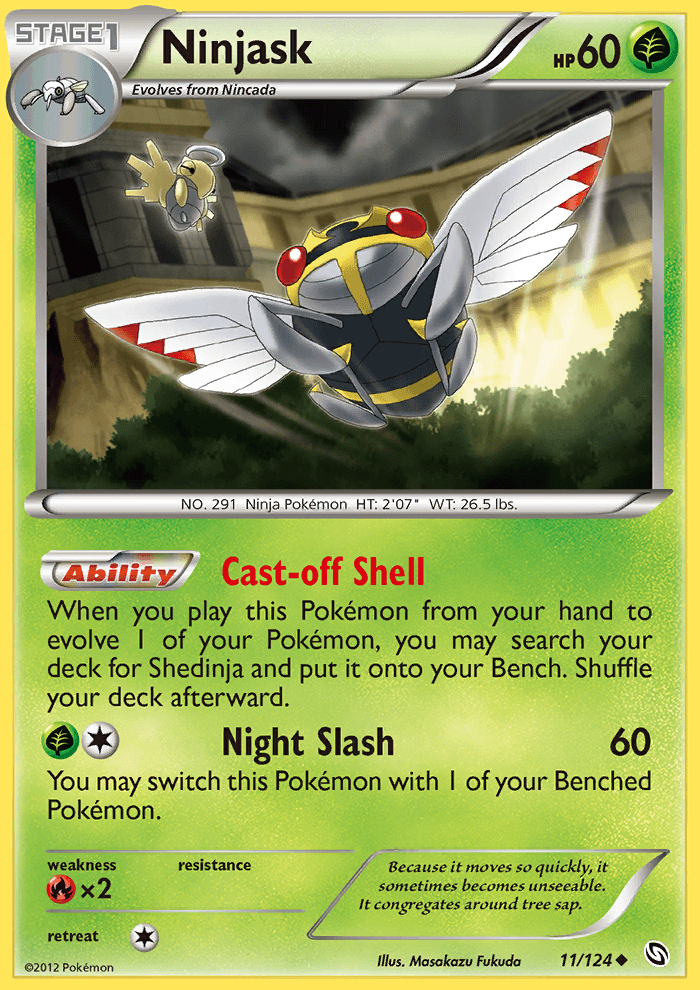 STAGE1
Ninjask
HP60
Evolves from Nincada
NO. 291 Ninja Pokémon HT: 2'07" WT: 26.5 lbs.
Ability Cast-off Shell
When you play this Pokémon from your hand to
evolve 1 of your Pokémon, you may search your
deck for Shedinja and put it onto your Bench. Shuffle
your deck afterward.
Night Slash 60
You may switch this Pokémon with 1 of your Benched
Pokémon.
weakness resistance
×2
retreat
Because it moves so quickly, it
sometimes becomes unseeable.
It congregates around tree sap.
©2012 Pokémon
Illus. Masakazu Fukuda 11/124